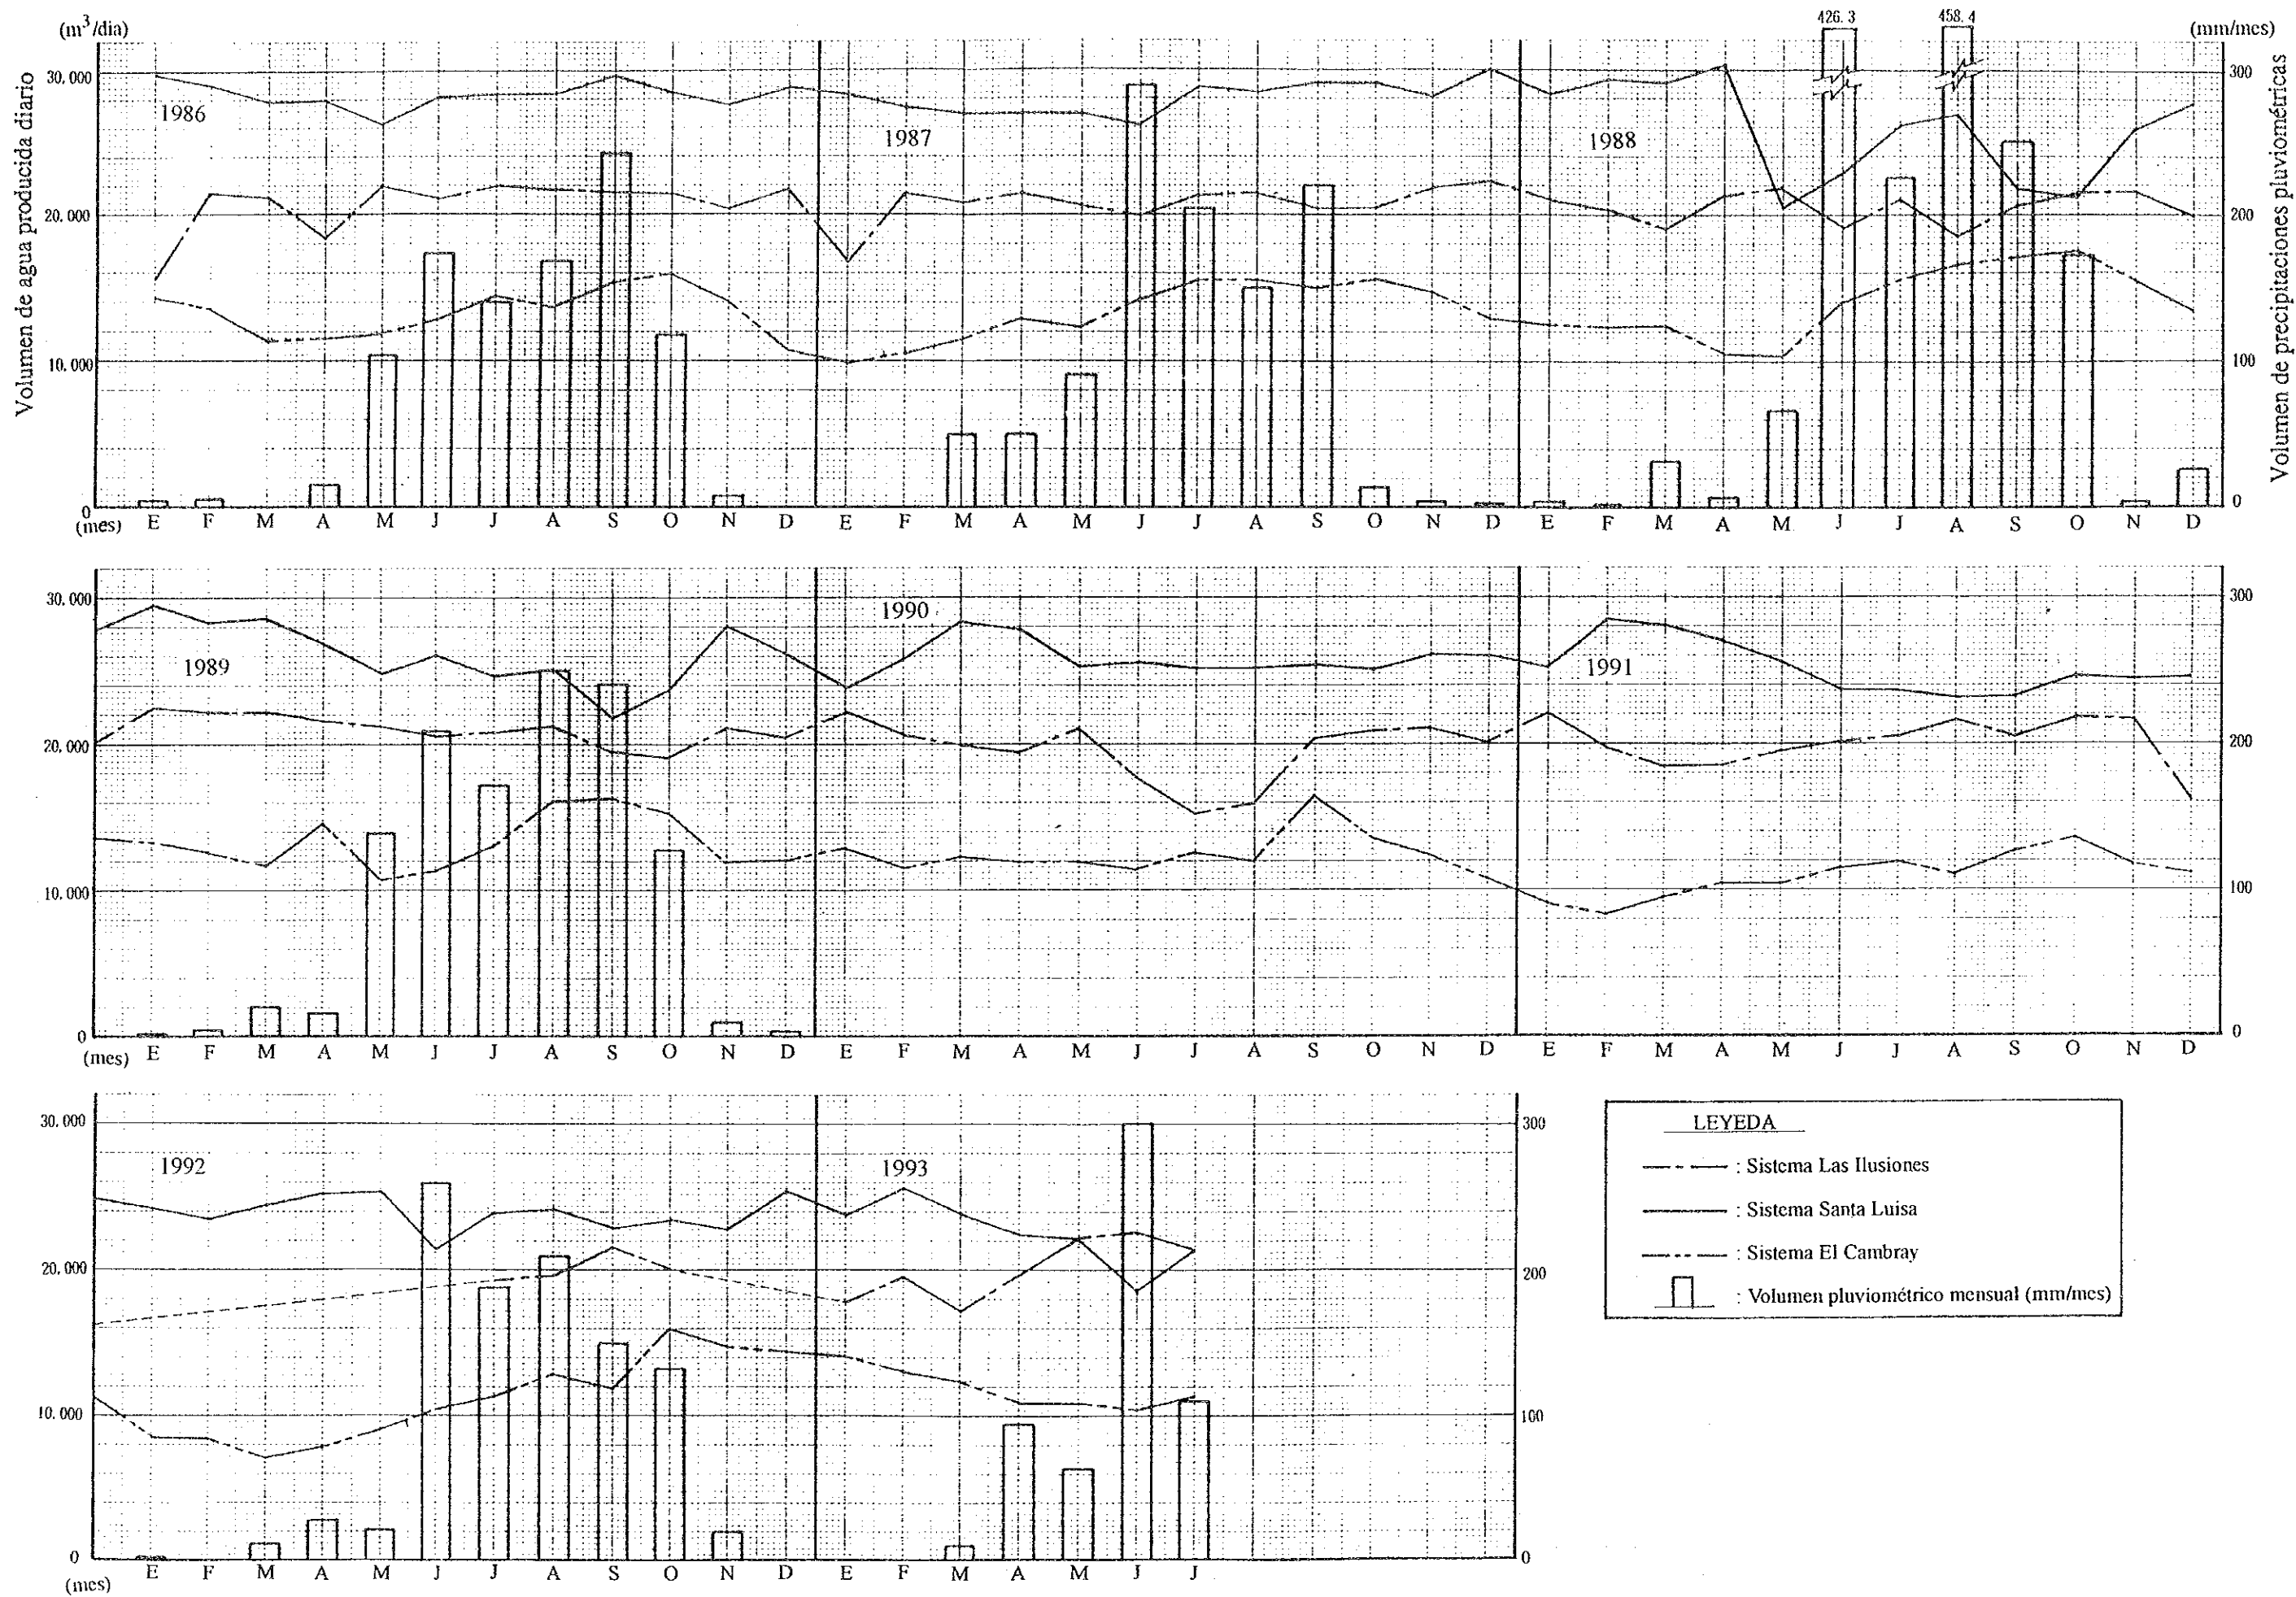 426.3 458.4
(m³/dia) (mm/mes)
Volumen de agua producida diario
Volumen de precipitaciones pluviométricas
30,000 300
1986 1987 1988
20,000 200
10,000 100
0 0
(mes) E F M A M J J A S O N D E F M A M J J A S O N D E F M A M J J A S O N D
30,000 300
1989 1990 1991
20,000 200
10,000 100
0 0
(mes) E F M A M J J A S O N D E F M A M J J A S O N D E F M A M J J A S O N D
30,000 300
1992 1993
20,000 200
10,000 100
0 0
(mes) E F M A M J J A S O N D E F M A M J J
LEYEDA
: Sistema Las Ilusiones
: Sistema Santa Luisa
: Sistema El Cambray
: Volumen pluviométrico mensual (mm/mes)